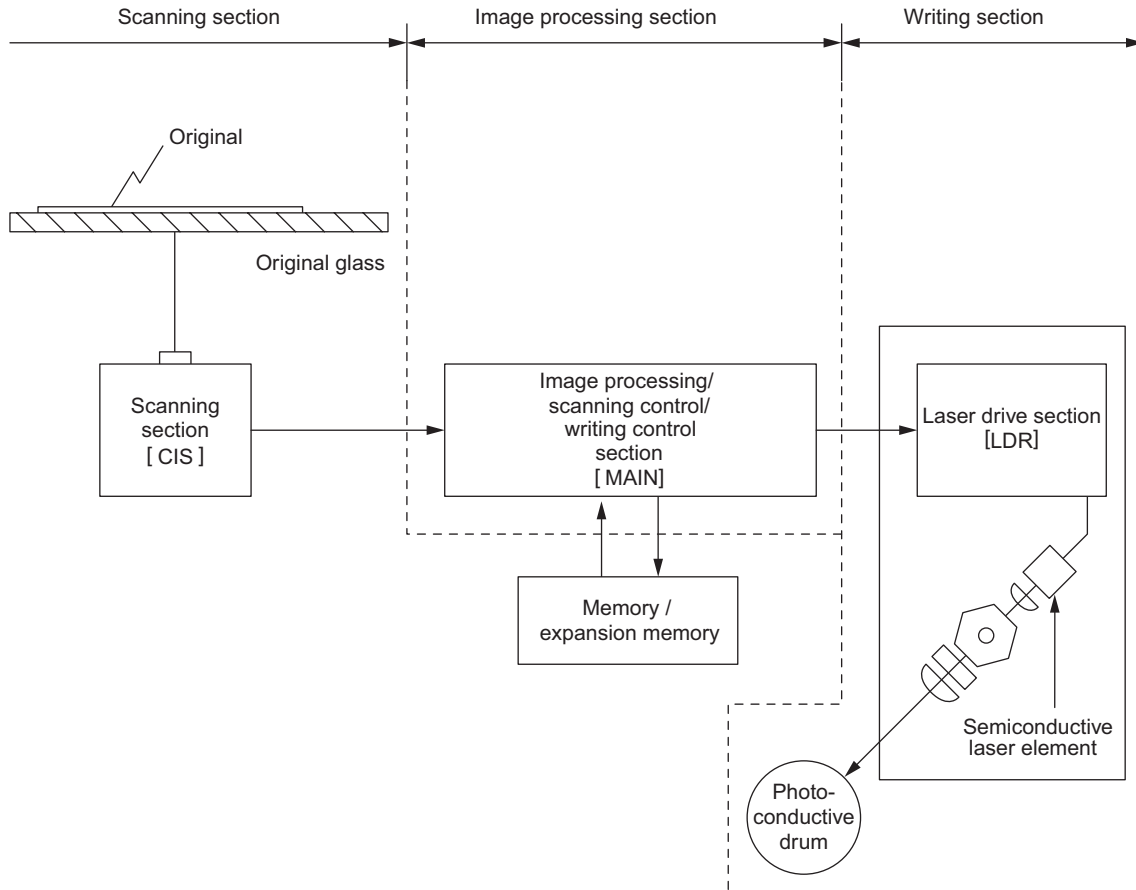 Scanning section
Image processing section
Writing section
Original
Original glass
Scanning
section
[ CIS ]
Image processing/
scanning control/
writing control
section
[ MAIN]
Laser drive section
[LDR]
Memory /
expansion memory
Semiconductive
laser element
Photo-
conductive
drum